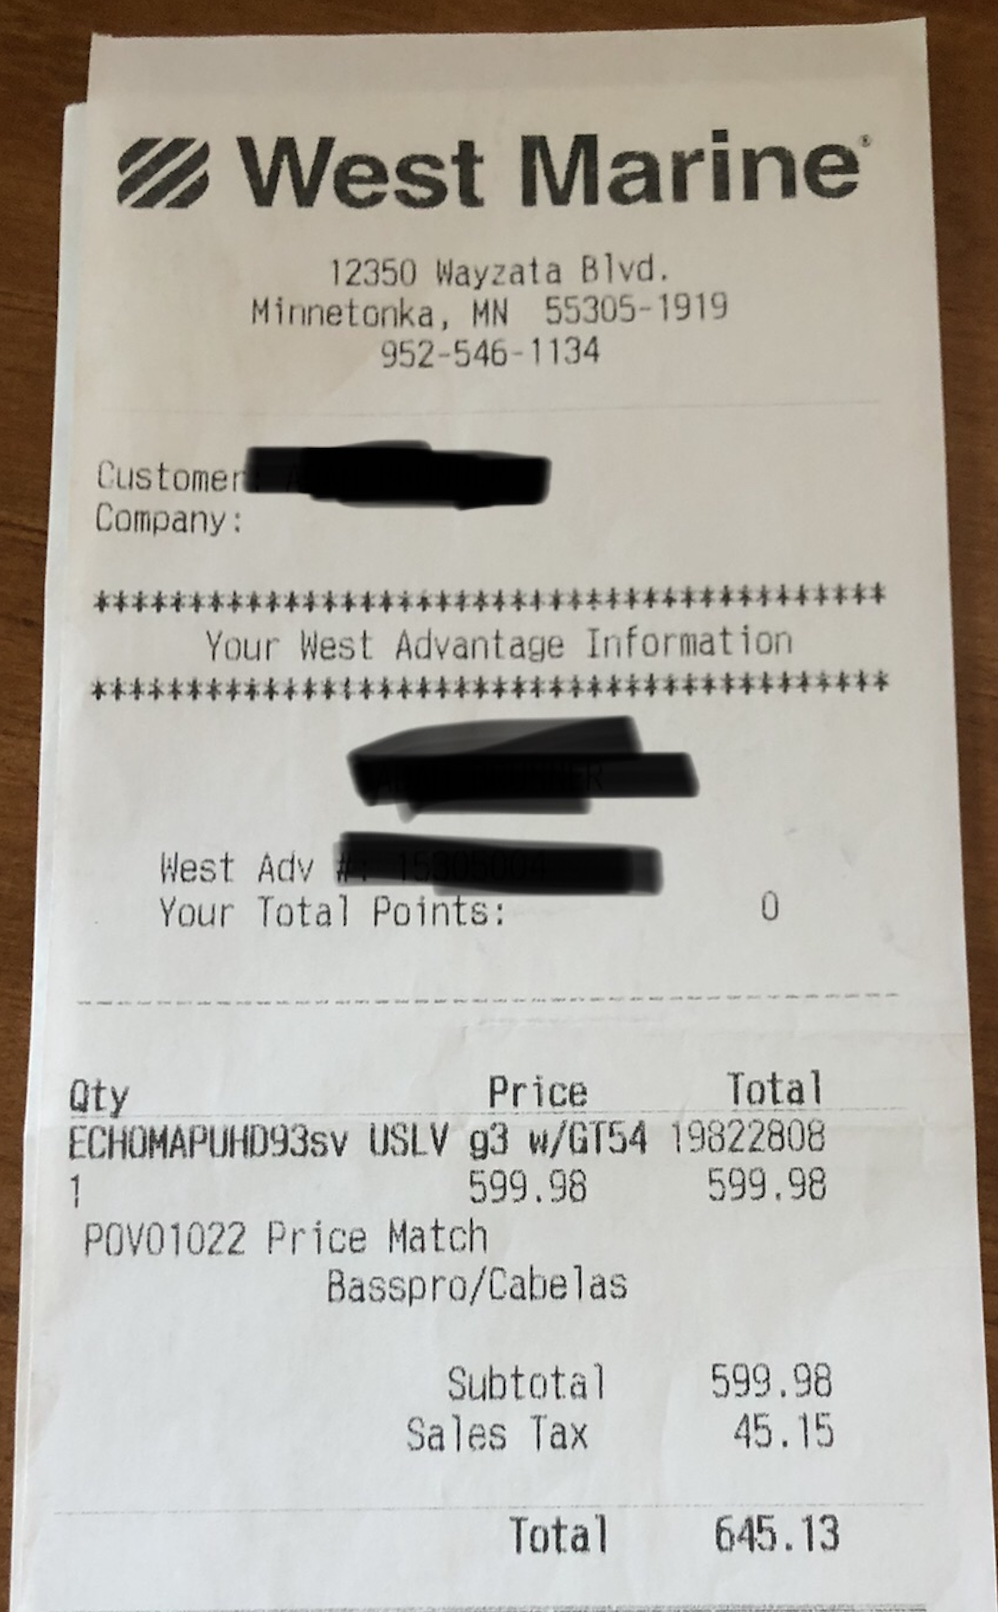 West Marine®
12350 Wayzata Blvd.
Minnetonka, MN 55305-1919
952-546-1134
Customer
Company:
******************************************
Your West Advantage Information
******************************************
West Adv #:
Your Total Points: 0
Qty Price Total
ECHOMAPUHD93sv USLV g3 w/GT54 19822808
1 599.98 599.98
POV01022 Price Match
Basspro/Cabelas
Subtotal 599.98
Sales Tax 45.15
Total 645.13